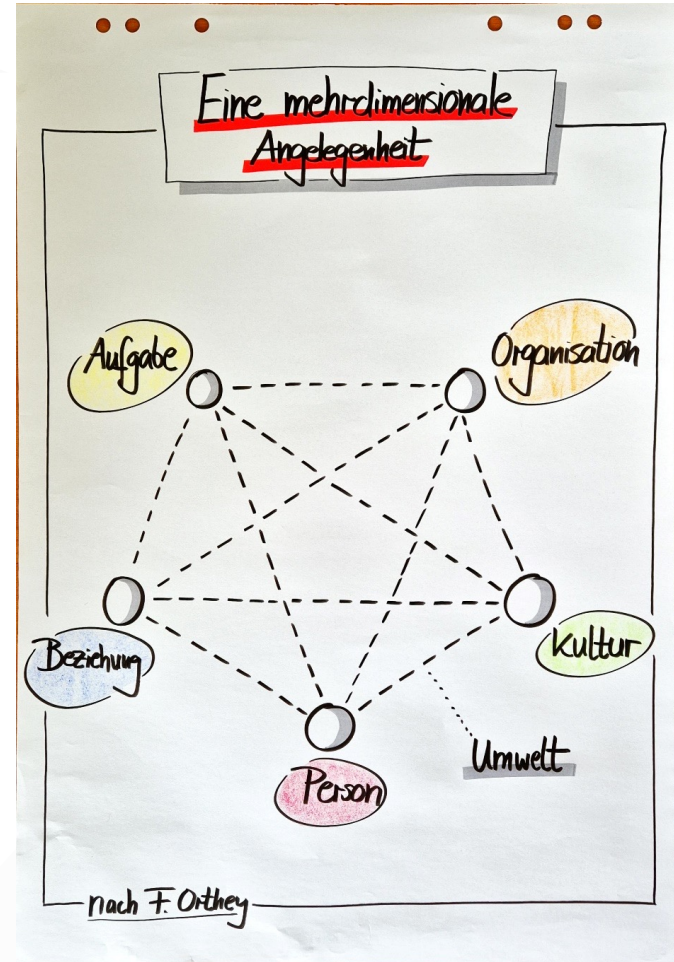 Eine mehrdimensionale
Angelegenheit
Aufgabe
Organisation
Beziehung
Kultur
Umwelt
Person
nach F. Orthey